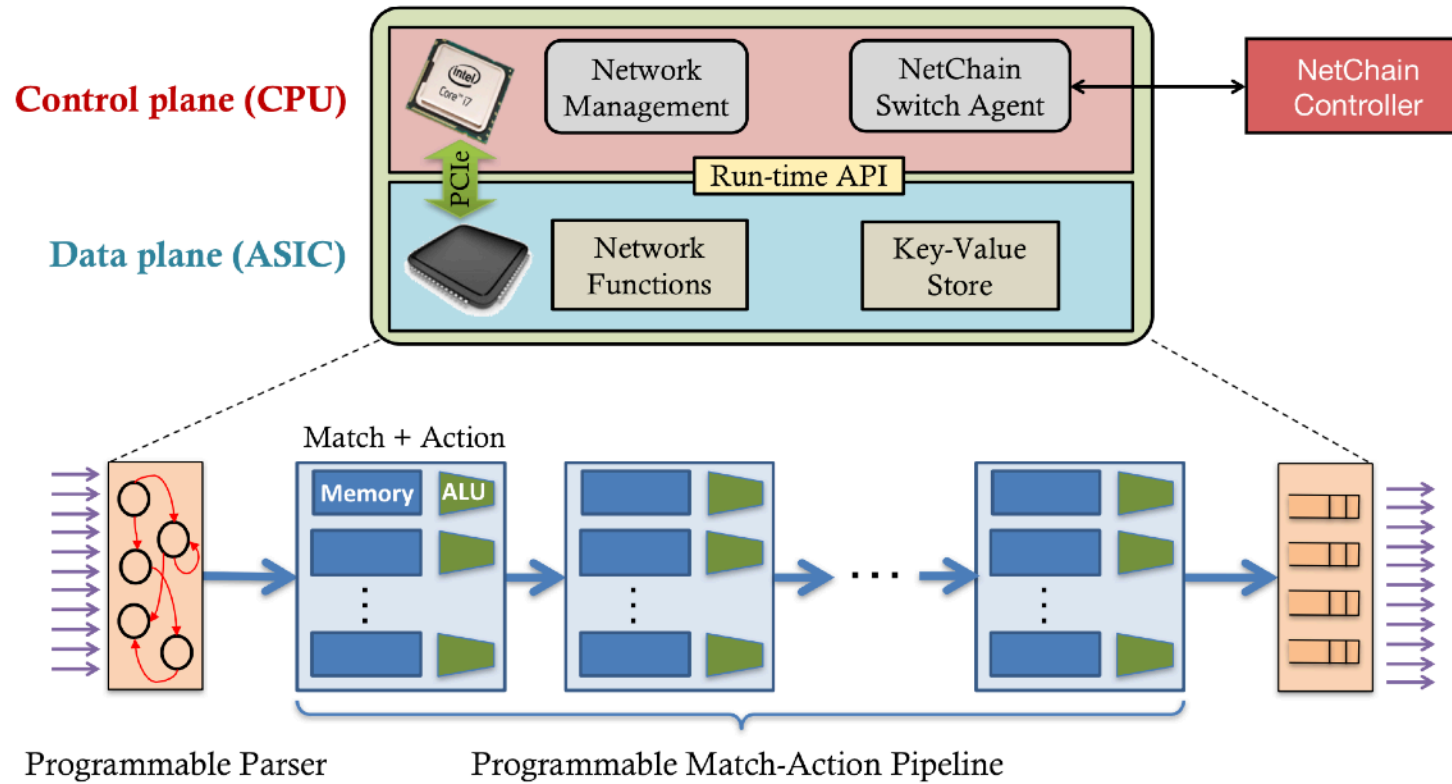 Control plane (CPU)
intel
Core™ i7
Network
Management
NetChain
Switch Agent
NetChain
Controller
PCIe
Run-time API
Data plane (ASIC)
Network
Functions
Key-Value
Store
Match + Action
Memory
ALU
Programmable Parser
Programmable Match-Action Pipeline